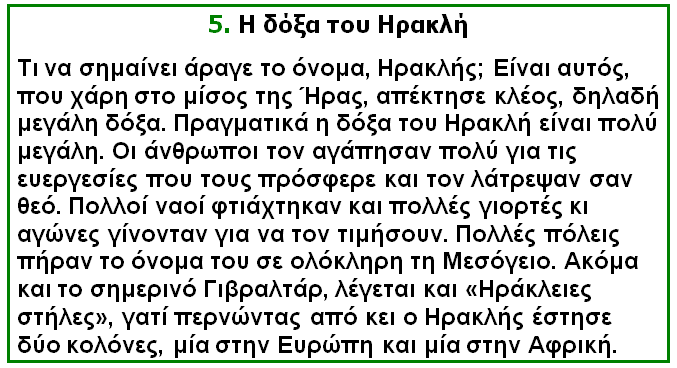 5. Η δόξα του Ηρακλή
Τι να σημαίνει άραγε το όνομα, Ηρακλής; Είναι αυτός,
που χάρη στο μίσος της Ήρας, απέκτησε κλέος, δηλαδή
μεγάλη δόξα. Πραγματικά η δόξα του Ηρακλή είναι πολύ
μεγάλη. Οι άνθρωποι τον αγάπησαν πολύ για τις
ευεργεσίες που τους πρόσφερε και τον λάτρεψαν σαν
θεό. Πολλοί ναοί φτιάχτηκαν και πολλές γιορτές κι
αγώνες γίνονταν για να τον τιμήσουν. Πολλές πόλεις
πήραν το όνομα του σε ολόκληρη τη Μεσόγειο. Ακόμα
και το σημερινό Γιβραλτάρ, λέγεται και «Ηράκλειες
στήλες», γατί περνώντας από κει ο Ηρακλής έστησε
δύο κολόνες, μία στην Ευρώπη και μία στην Αφρική.